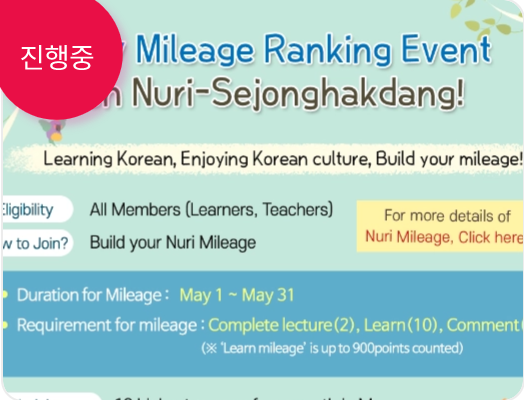 진행중
Mileage Ranking Event
Nuri-Sejonghakdang!
Learning Korean, Enjoying Korean culture, Build your mileage!
Eligibility
All Members (Learners, Teachers)
w to Join?
Build your Nuri Mileage
For more details of
Nuri Mileage, Click here
Duration for Mileage : May 1 ~ May 31
Requirement for mileage : Complete lecture(2), Learn(10), Comment
(※ 'Learn mileage' is up to 900points counted)